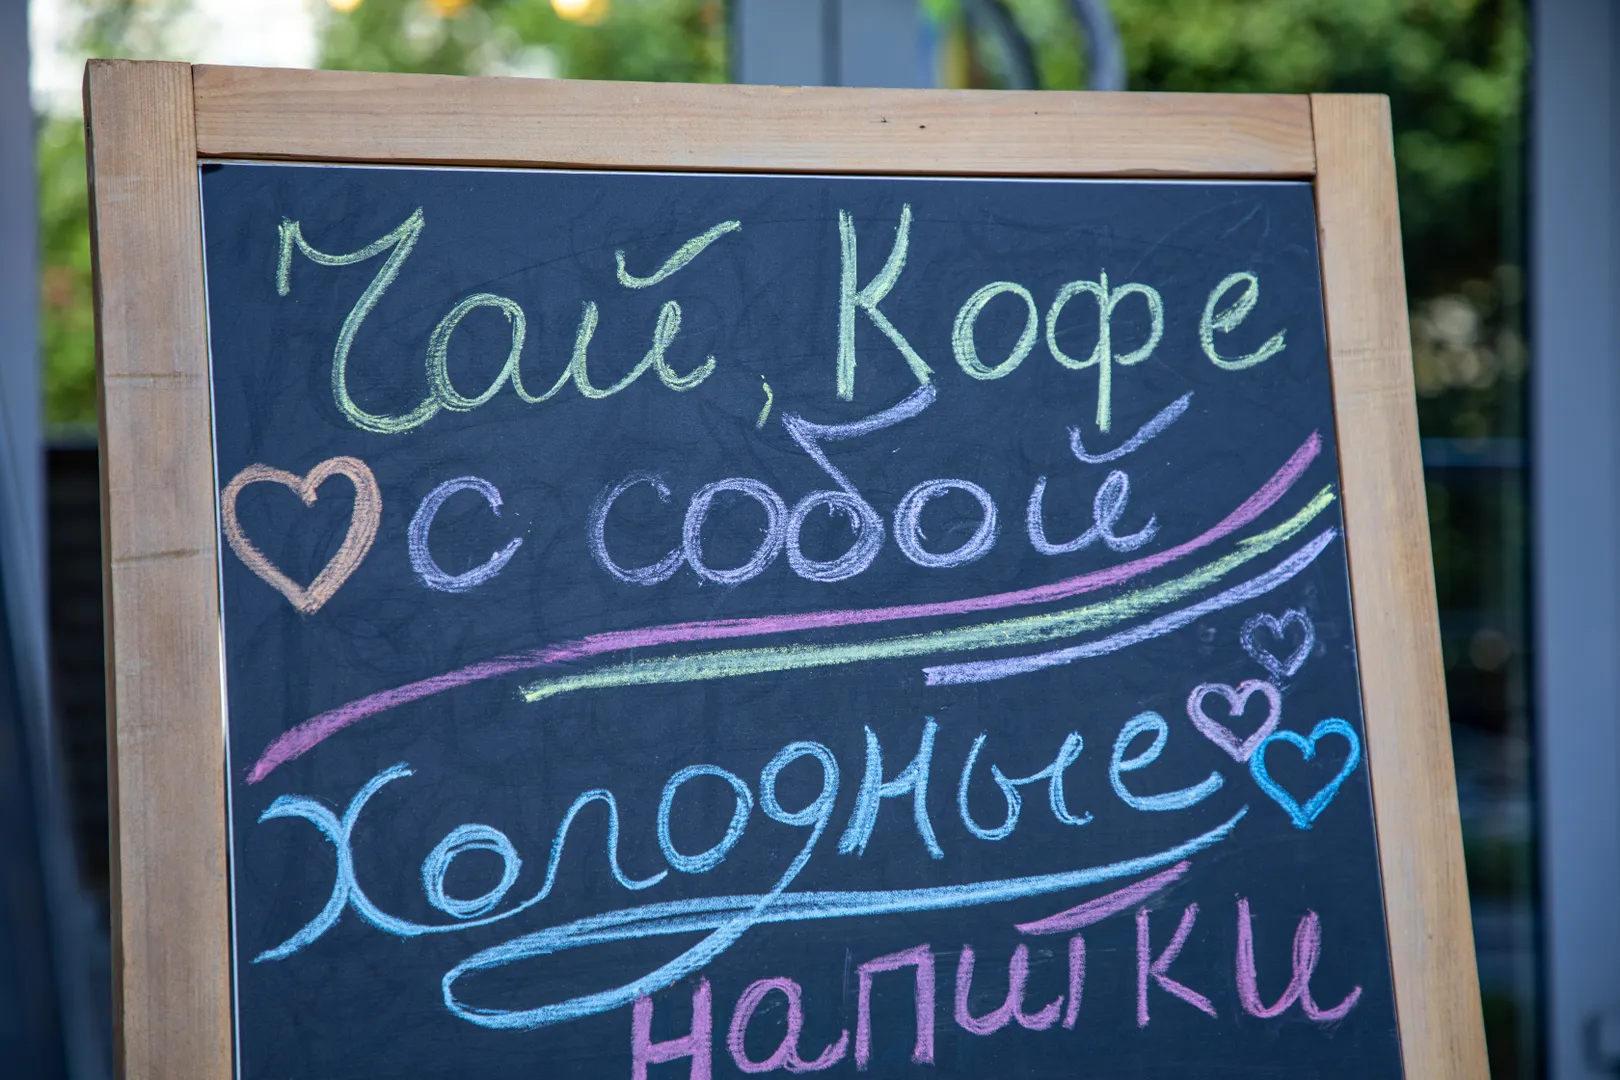 Чай, Кофе
с собой
Холодные
напитки